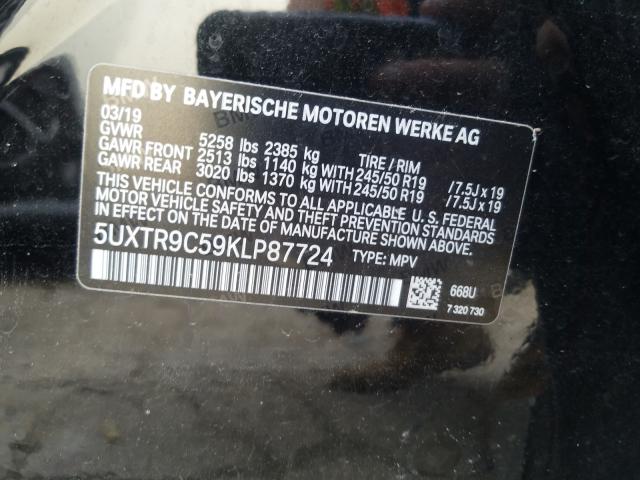 MFD BY BAYERISCHE MOTOREN WERKE AG
03/19
GVWR 5258 lbs 2385 kg TIRE / RIM
GAWR FRONT 2513 lbs 1140 kg WITH 245/50 R19 / 7.5J x 19
GAWR REAR 3020 lbs 1370 kg WITH 245/50 R19 / 7.5J x 19
THIS VEHICLE CONFORMS TO ALL APPLICABLE U. S. FEDERAL
MOTOR VEHICLE SAFETY AND THEFT PREVENTION STANDARDS
IN EFFECT ON THE DATE OF MANUFACTURE SHOWN ABOVE.
5UXTR9C59KLP87724 TYPE: MPV
668U
7 320 730